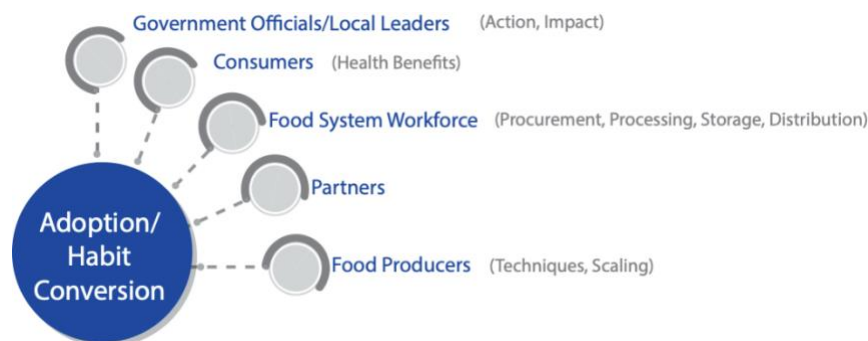 Government Officials/Local Leaders (Action, Impact)
Consumers (Health Benefits)
Food System Workforce (Procurement, Processing, Storage, Distribution)
Partners
Food Producers (Techniques, Scaling)
Adoption/
Habit
Conversion